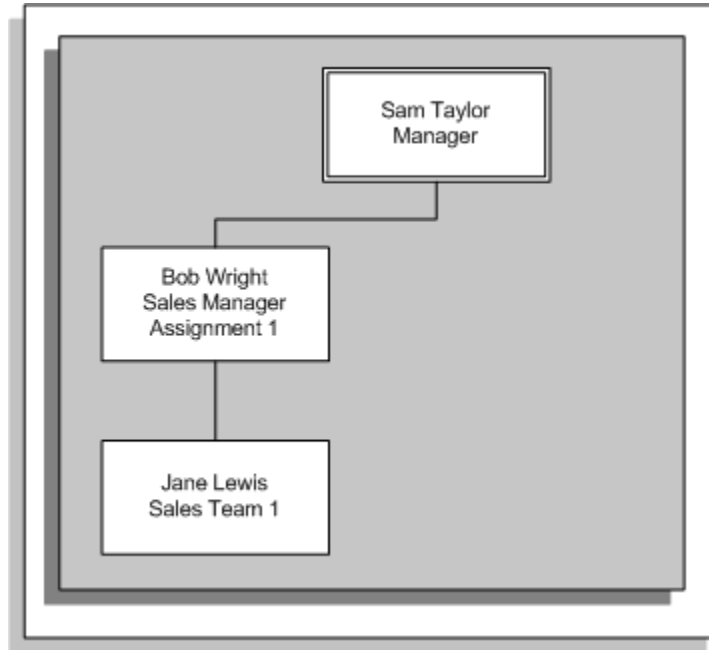 Sam Taylor
Manager
Bob Wright
Sales Manager
Assignment 1
Jane Lewis
Sales Team 1